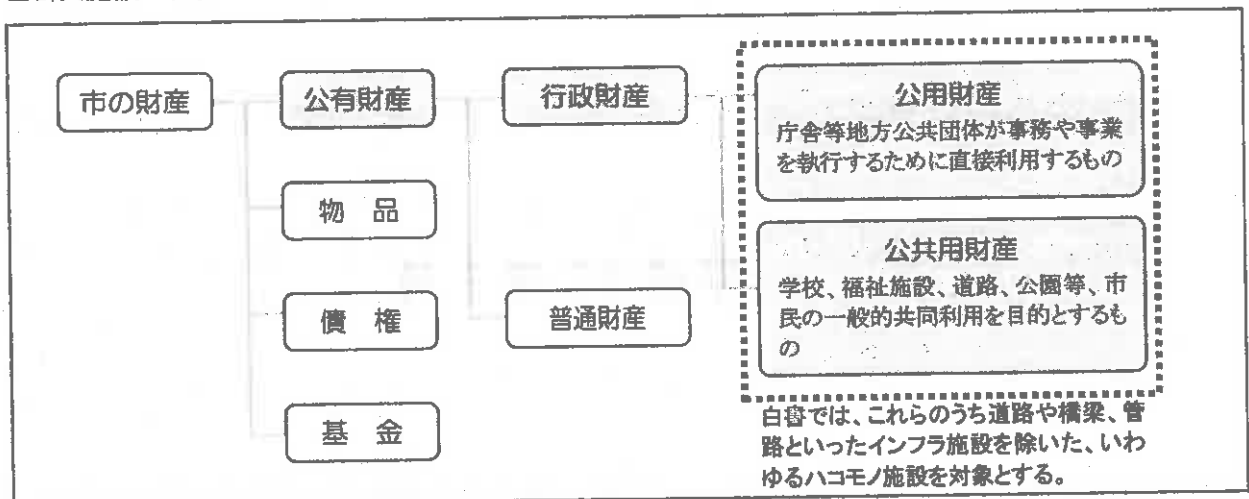 市の財産
公有財産
行政財産
公用財産
庁舎等地方公共団体が事務や事業
を執行するために直接利用するもの
物 品
公共用財産
学校、福祉施設、道路、公園等、市
民の一般的共同利用を目的とするも
の
債 権
普通財産
基 金
白書では、これらのうち道路や橋梁、管
路といったインフラ施設を除いた、いわ
ゆるハコモノ施設を対象とする。